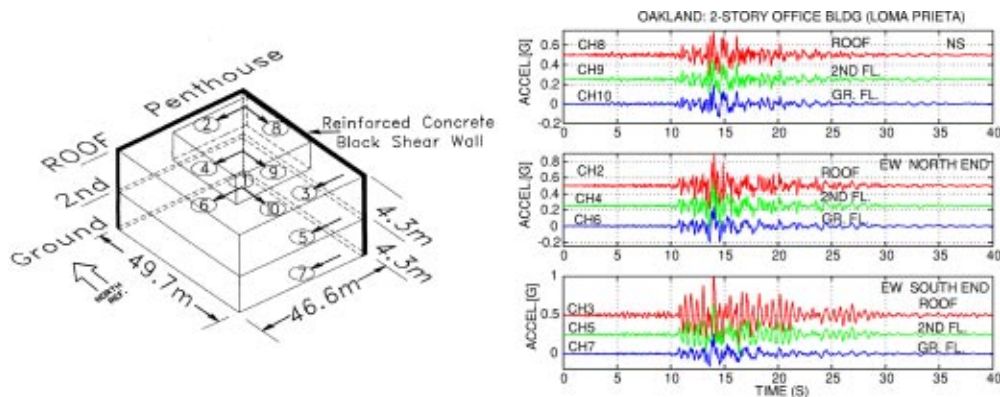 Penthouse
ROOF
2nd
Ground
2
8
Reinforced Concrete
Block Shear Wall
4
9
3
1
6
10
5
7
4.3m
4.3m
NORTH
REF.
49.7m
46.6m
OAKLAND: 2-STORY OFFICE BLDG (LOMA PRIETA)
ACCEL.[G]
0.6
0.4
0.2
0
-0.2
CH8
CH9
CH10
ROOF
NS
2ND FL.
GR. FL.
0 5 10 15 20 25 30 35 40
ACCEL.[G]
0.8
0.6
0.4
0.2
0
-0.2
CH2
CH4
CH6
EW NORTH END
ROOF
2ND FL.
GR. FL.
0 5 10 15 20 25 30 35 40
ACCEL.[G]
1
0.5
0
CH3
CH5
CH7
EW SOUTH END
ROOF
2ND FL.
GR. FL.
0 5 10 15 20 25 30 35 40
TIME (S)